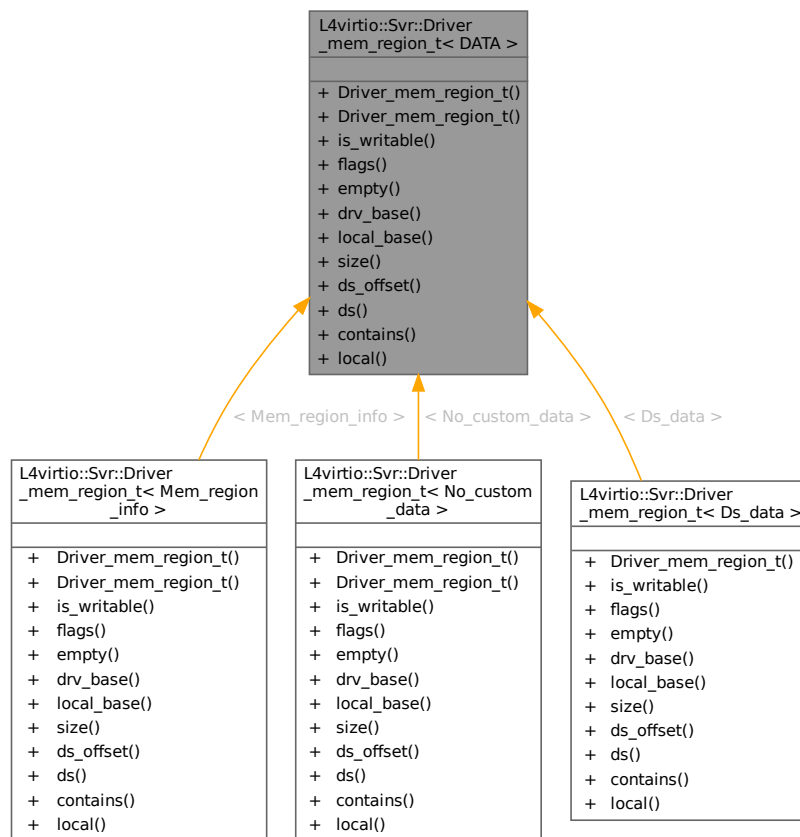 L4virtio::Svr::Driver
_mem_region_t< DATA >
+ Driver_mem_region_t()
+ Driver_mem_region_t()
+ is_writable()
+ flags()
+ empty()
+ drv_base()
+ local_base()
+ size()
+ ds_offset()
+ ds()
+ contains()
+ local()
< Mem_region_info >
< No_custom_data >
< Ds_data >
L4virtio::Svr::Driver
_mem_region_t< Mem_region
_info >
+ Driver_mem_region_t()
+ Driver_mem_region_t()
+ is_writable()
+ flags()
+ empty()
+ drv_base()
+ local_base()
+ size()
+ ds_offset()
+ ds()
+ contains()
+ local()
L4virtio::Svr::Driver
_mem_region_t< No_custom
_data >
+ Driver_mem_region_t()
+ Driver_mem_region_t()
+ is_writable()
+ flags()
+ empty()
+ drv_base()
+ local_base()
+ size()
+ ds_offset()
+ ds()
+ contains()
+ local()
L4virtio::Svr::Driver
_mem_region_t< Ds_data >
+ Driver_mem_region_t()
+ is_writable()
+ flags()
+ empty()
+ drv_base()
+ local_base()
+ size()
+ ds_offset()
+ ds()
+ contains()
+ local()